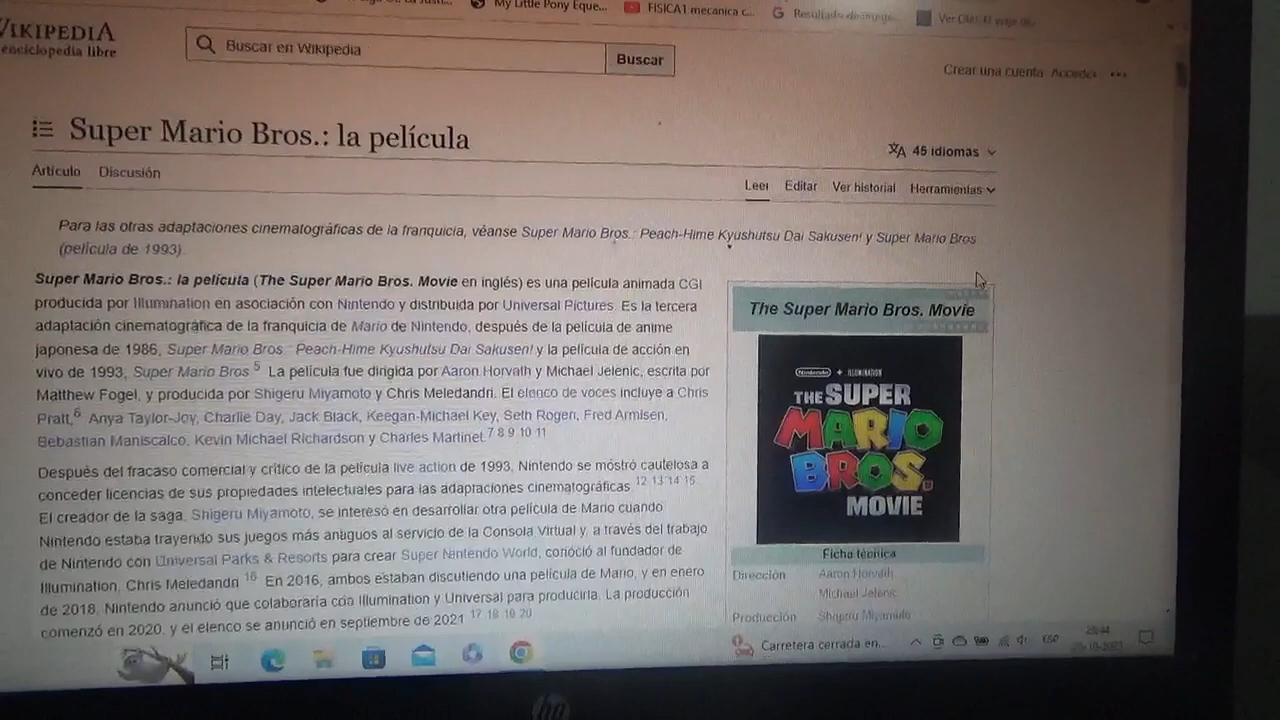 My Little Pony Eque...
FISICA1 mecanica c...
WIKIPEDIA
enciclopedia libre
Buscar en Wikipedia
Buscar
Crear una cuenta Acceder
Super Mario Bros.: la película
45 idiomas
Artículo Discusión
Leer Editar Ver historial Herramientas
Para las otras adaptaciones cinematográficas de la franquicia, véanse Super Mario Bros.: Peach-Hime Kyushutsu Dai Sakusen! y Super Mario Bros
(película de 1993).
Super Mario Bros.: la película (The Super Mario Bros. Movie en inglés) es una película animada CGI
producida por Illumination en asociación con Nintendo y distribuida por Universal Pictures. Es la tercera
adaptación cinematográfica de la franquicia de Mario de Nintendo, después de la película de anime
japonesa de 1986, Super Mario Bros.: Peach-Hime Kyushutsu Dai Sakusen! y la película de acción en
vivo de 1993, Super Mario Bros 5 La película fue dirigida por Aaron Horvath y Michael Jelenic, escrita por
Matthew Fogel, y producida por Shigeru Miyamoto y Chris Meledandri. El elenco de voces incluye a Chris
Pratt,6 Anya Taylor-Joy, Charlie Day, Jack Black, Keegan-Michael Key, Seth Rogen, Fred Armisen,
Sebastian Maniscalco, Kevin Michael Richardson y Charles Martinet.7 8 9 10 11
Después del fracaso comercial y crítico de la película live action de 1993, Nintendo se mostró cautelosa a
conceder licencias de sus propiedades intelectuales para las adaptaciones cinematográficas.12 13 14 15
El creador de la saga, Shigeru Miyamoto, se interesó en desarrollar otra película de Mario cuando
Nintendo estaba trayendo sus juegos más antiguos al servicio de la Consola Virtual y, a través del trabajo
de Nintendo con Universal Parks & Resorts para crear Super Nintendo World, conoció al fundador de
Illumination, Chris Meledandri 16 En 2016, ambos estaban discutiendo una película de Mario, y en enero
de 2018, Nintendo anunció que colaboraría con Illumination y Universal para producirla. La producción
comenzó en 2020, y el elenco se anunció en septiembre de 2021 17 18 19 20
The Super Mario Bros. Movie
Nintendo + ILLUMINATION
THE SUPER
MARIO
BROS.
MOVIE
Ficha técnica
Dirección Aaron Horvath
Michael Jelenic
Producción Shigeru Miyamoto
Carretera cerrada en...
ESP
hp